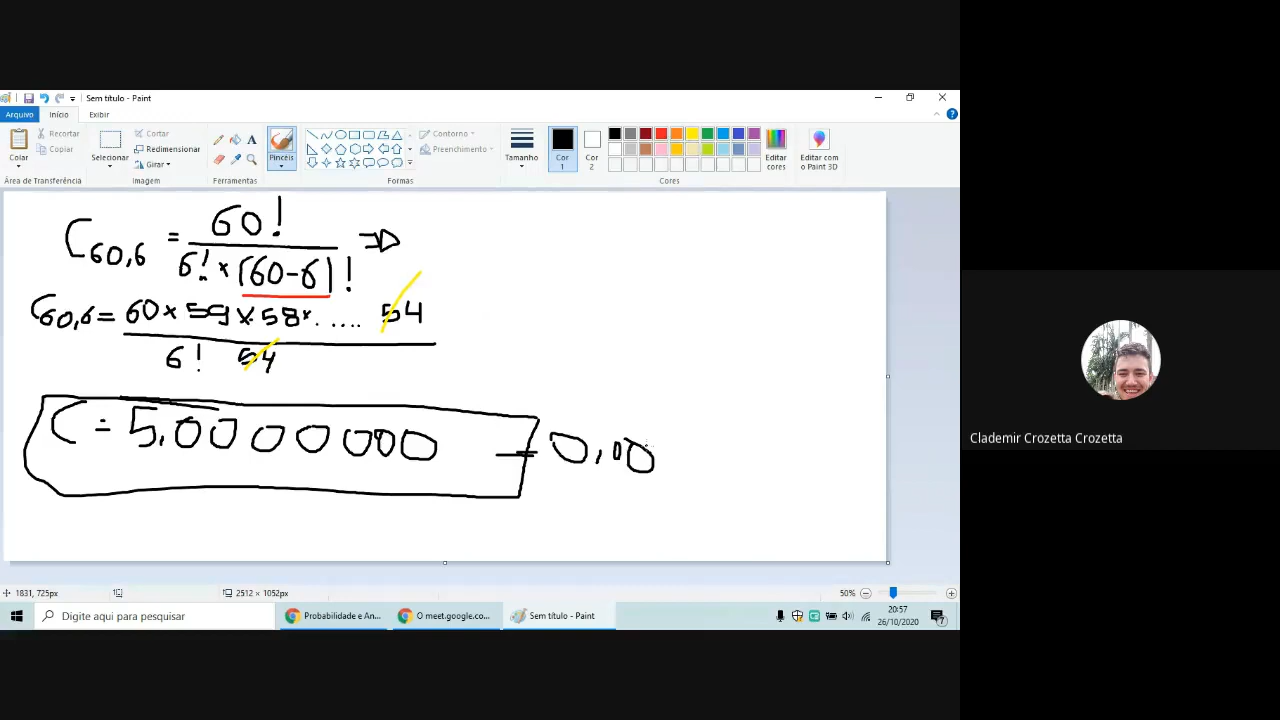 Sem título - Paint
Arquivo Início Exibir
Colar Recortar Copiar Selecionar Cortar Redimensionar Girar Pincéis Contorno Preenchimento Tamanho Cor 1 Cor 2 Editar cores Editar com o Paint 3D
Área de Transferência Imagem Ferramentas Formas Cores
C60,6 = 60!
6! × (60-6)!
C60,6 = 60 × 59 × 58 × ..... 54
6! 54
C = 5,00000000 - 0,00
Clademir Crozetta Crozetta
1831, 725px 2512 × 1052px 50%
Digite aqui para pesquisar Probabilidade e An... O meet.google.co... Sem título - Paint 20:57
26/10/2020
7